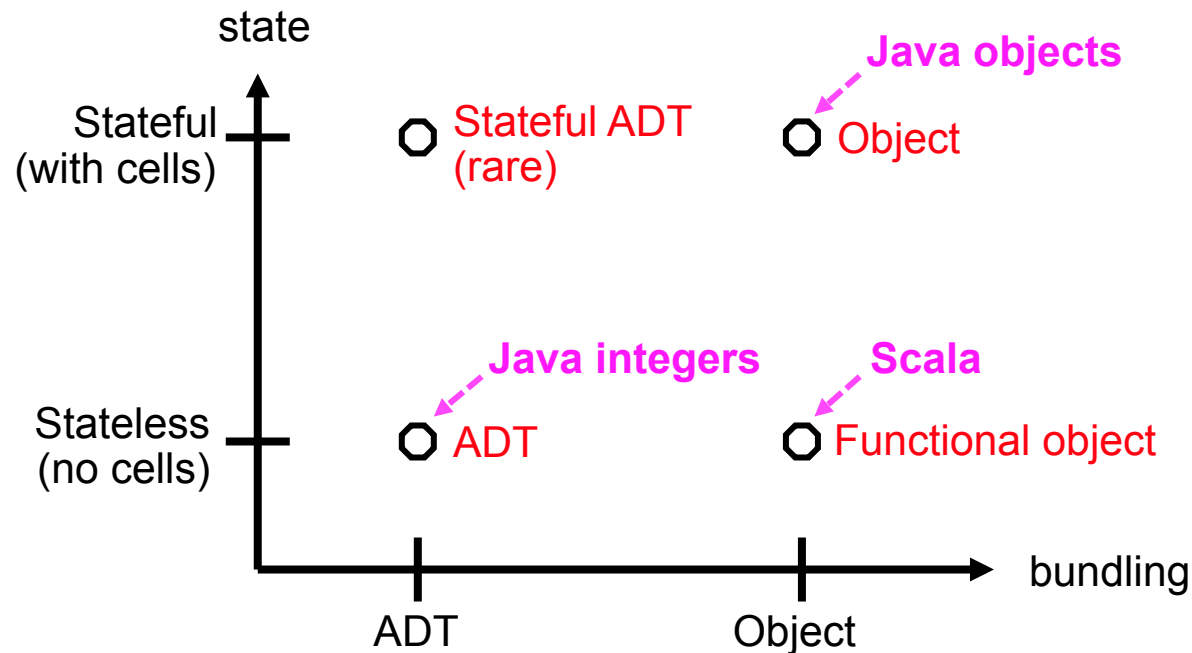 state
Java objects
Stateful
(with cells)
Stateful ADT
(rare)
Object
Java integers
Scala
Stateless
(no cells)
ADT
Functional object
bundling
ADT
Object